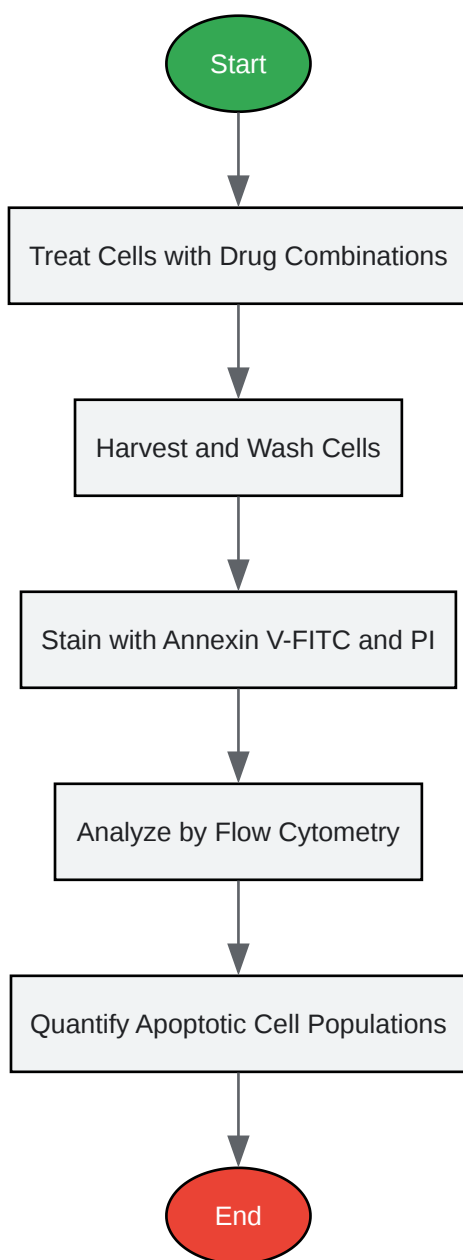 Start
Treat Cells with Drug Combinations
Harvest and Wash Cells
Stain with Annexin V-FITC and PI
Analyze by Flow Cytometry
Quantify Apoptotic Cell Populations
End